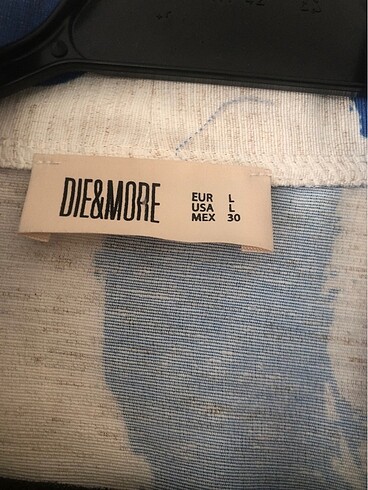 DIE&MORE
EUR L
USA L
MEX 30